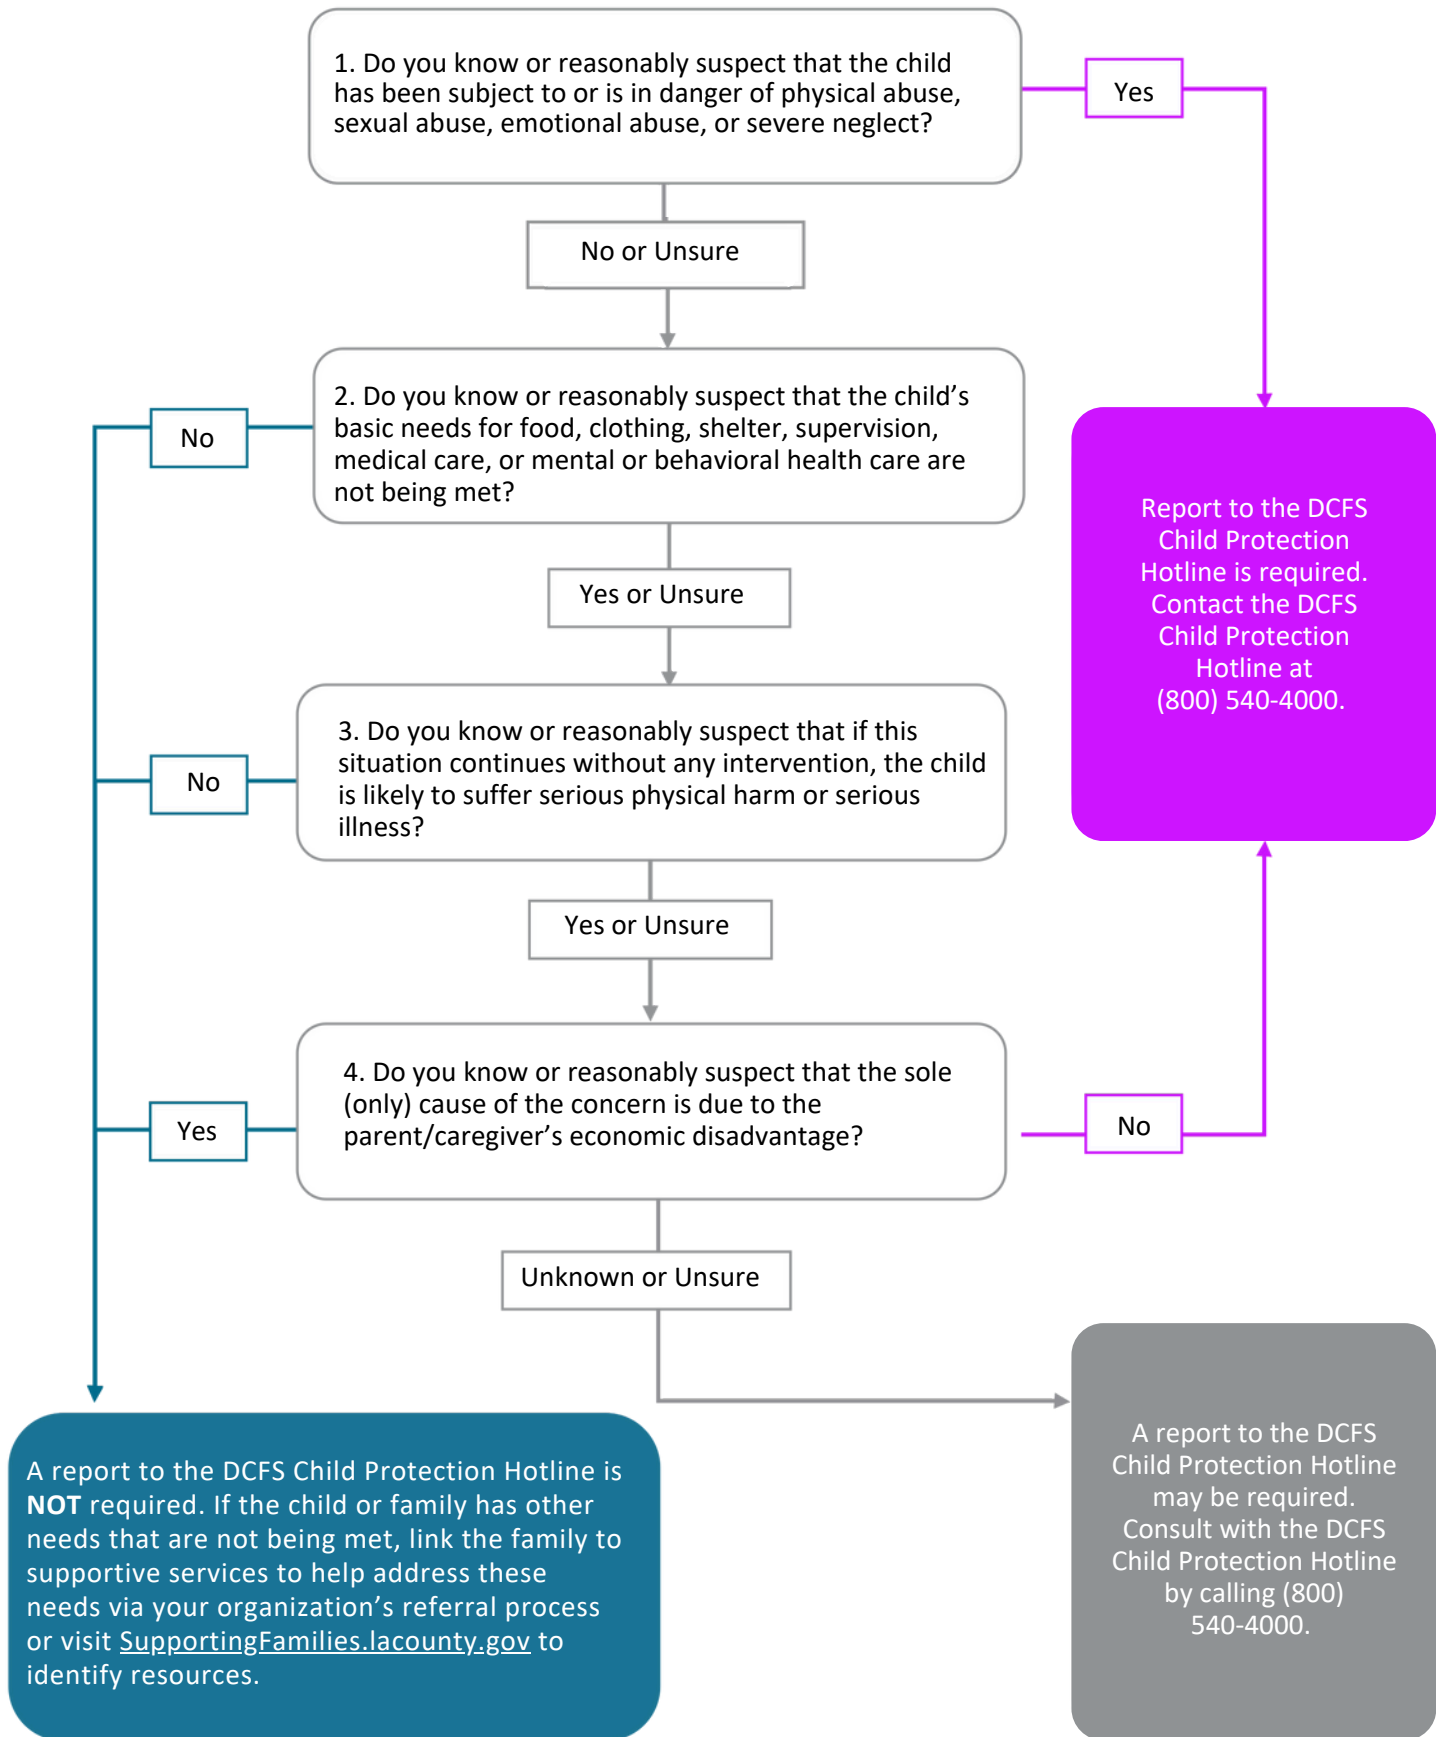 1. Do you know or reasonably suspect that the child
has been subject to or is in danger of physical abuse,
sexual abuse, emotional abuse, or severe neglect?
Yes
No or Unsure
2. Do you know or reasonably suspect that the child’s
basic needs for food, clothing, shelter, supervision,
medical care, or mental or behavioral health care are
not being met?
No
Yes or Unsure
Report to the DCFS
Child Protection
Hotline is required.
Contact the DCFS
Child Protection
Hotline at
(800) 540-4000.
3. Do you know or reasonably suspect that if this
situation continues without any intervention, the child
is likely to suffer serious physical harm or serious
illness?
No
Yes or Unsure
4. Do you know or reasonably suspect that the sole
(only) cause of the concern is due to the
parent/caregiver’s economic disadvantage?
Yes
No
Unknown or Unsure
A report to the DCFS Child Protection Hotline is
NOT required. If the child or family has other
needs that are not being met, link the family to
supportive services to help address these
needs via your organization’s referral process
or visit SupportingFamilies.lacounty.gov to
identify resources.
A report to the DCFS
Child Protection Hotline
may be required.
Consult with the DCFS
Child Protection Hotline
by calling (800)
540-4000.